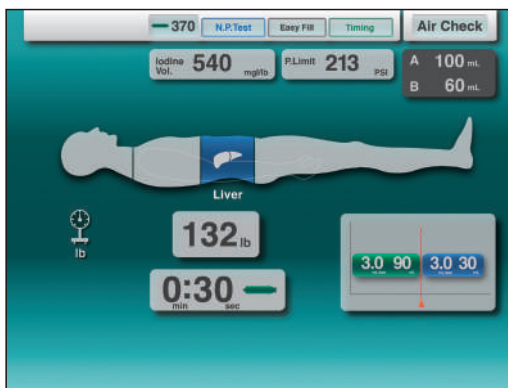 370 N.P.Test Easy Fill Timing Air Check
Iodine Vol. 540 mgI/lb P.Limit 213 PSI A 100 mL
B 60 mL
Liver
lb 132 lb
3.0 90 3.0 30
0:30
min sec